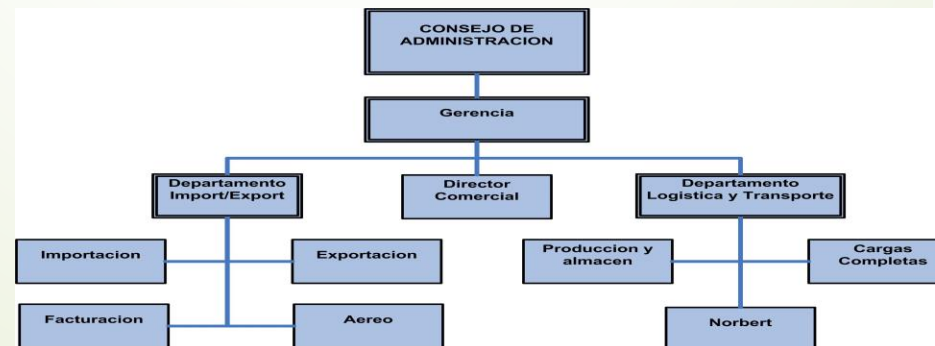 CONSEJO DE
ADMINISTRACION
Gerencia
Departamento
Import/Export
Director
Comercial
Departamento
Logistica y Transporte
Importacion
Exportacion
Produccion y
almacen
Cargas
Completas
Facturacion
Aereo
Norbert